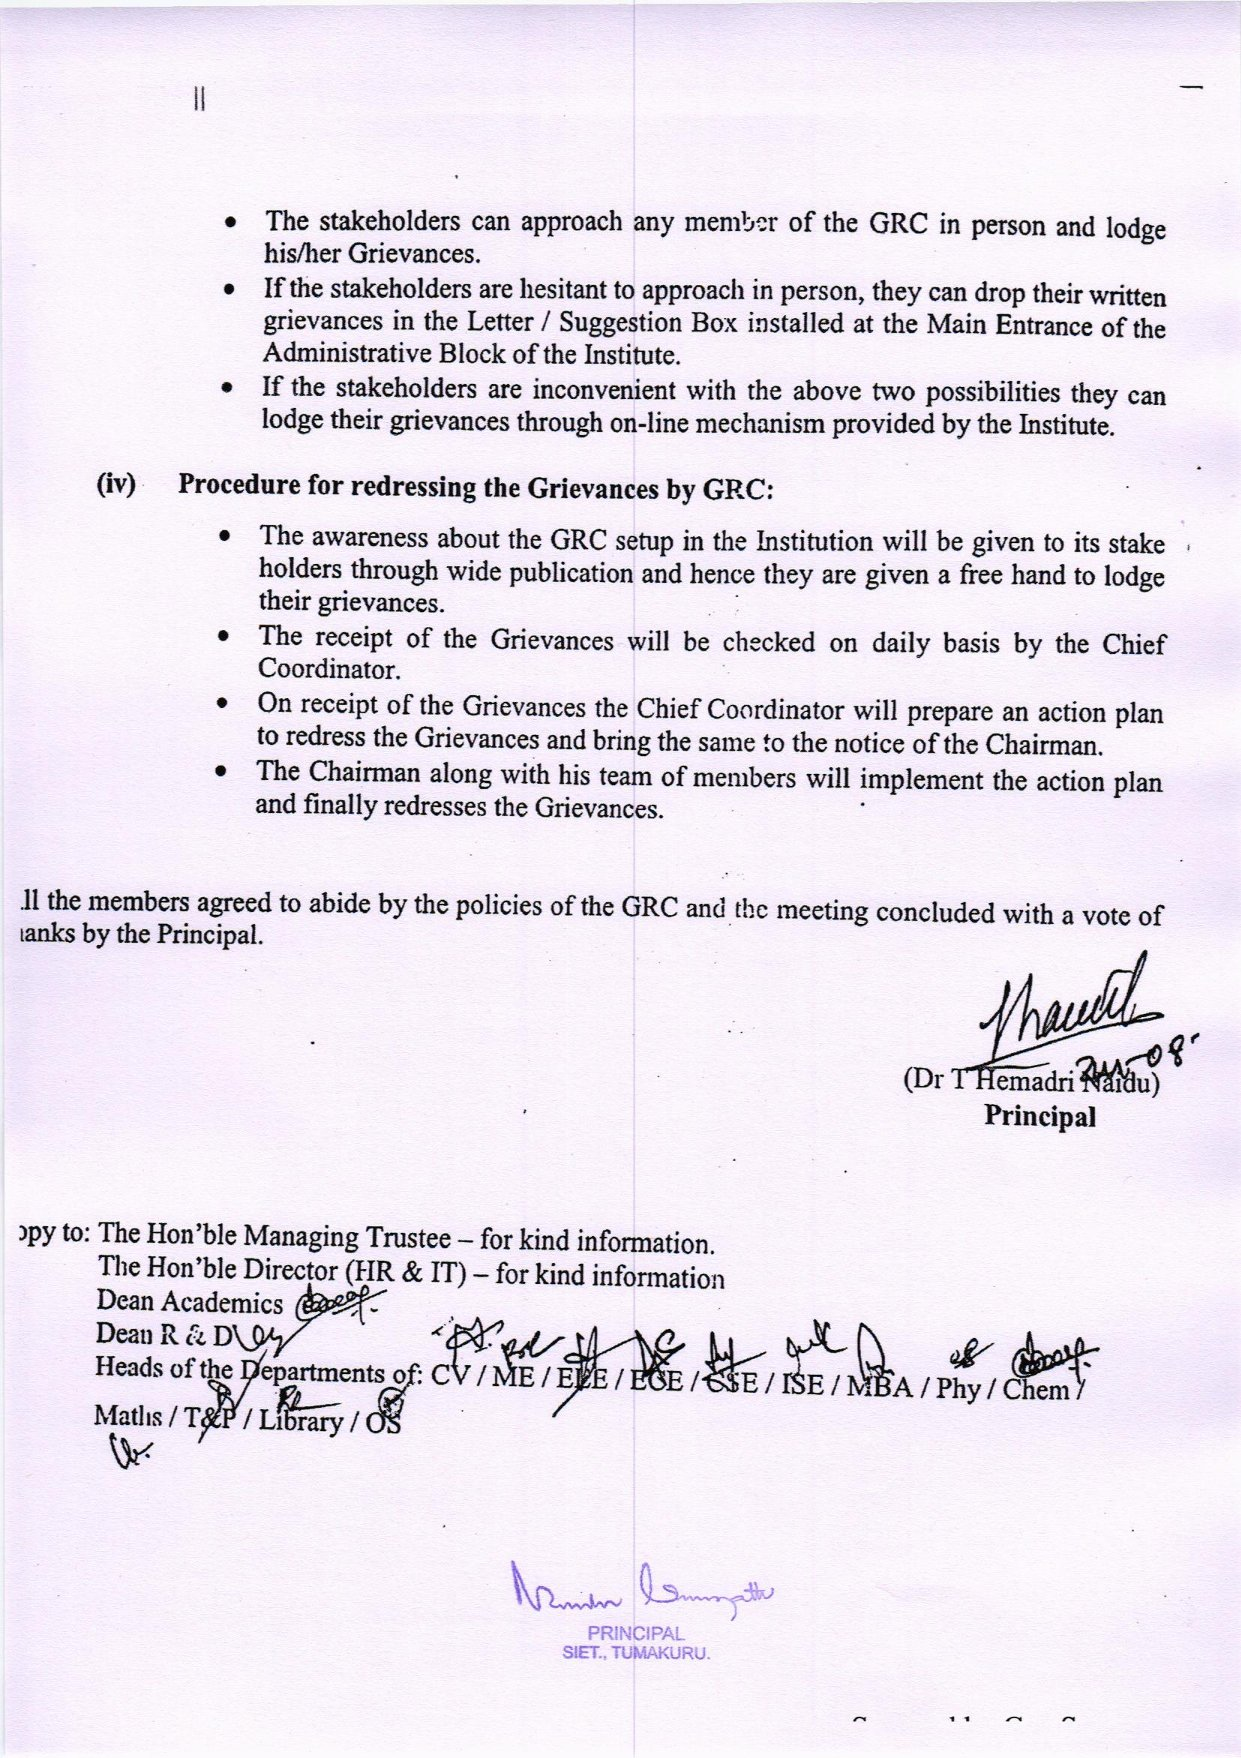 • The stakeholders can approach any member of the GRC in person and lodge
his/her Grievances.
• If the stakeholders are hesitant to approach in person, they can drop their written
grievances in the Letter / Suggestion Box installed at the Main Entrance of the
Administrative Block of the Institute.
• If the stakeholders are inconvenient with the above two possibilities they can
lodge their grievances through on-line mechanism provided by the Institute.
(iv) Procedure for redressing the Grievances by GRC:
• The awareness about the GRC setup in the Institution will be given to its stake
holders through wide publication and hence they are given a free hand to lodge
their grievances.
• The receipt of the Grievances will be checked on daily basis by the Chief
Coordinator.
• On receipt of the Grievances the Chief Coordinator will prepare an action plan
to redress the Grievances and bring the same to the notice of the Chairman.
• The Chairman along with his team of members will implement the action plan
and finally redresses the Grievances.
ll the members agreed to abide by the policies of the GRC and the meeting concluded with a vote of
anks by the Principal.
(Dr T Hemadri Naidu)
Principal
opy to: The Hon'ble Managing Trustee – for kind information.
The Hon'ble Director (HR & IT) – for kind information
Dean Academics
Dean R & D
Heads of the Departments of: CV / ME / EEE / ECE / CSE / ISE / MBA / Phy / Chem /
Maths / T&P / Library / OS
PRINCIPAL
SIET., TUMAKURU.